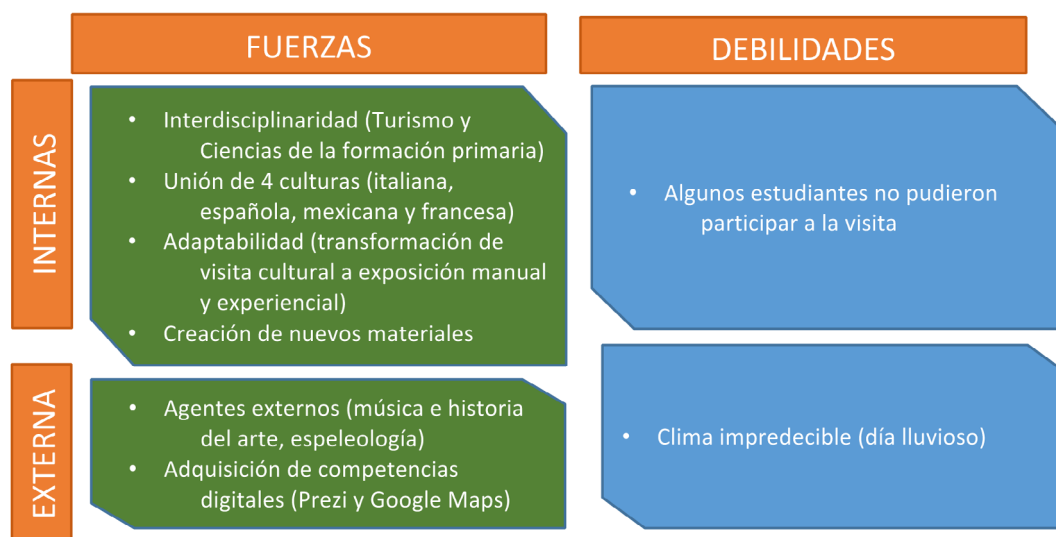 FUERZAS
DEBILIDADES
INTERNAS
• Interdisciplinaridad (Turismo y
Ciencias de la formación primaria)
• Unión de 4 culturas (italiana,
española, mexicana y francesa)
• Adaptabilidad (transformación de
visita cultural a exposición manual
y experiencial)
• Creación de nuevos materiales
• Algunos estudiantes no pudieron
participar a la visita
EXTERNA
• Agentes externos (música e historia
del arte, espeleología)
• Adquisición de competencias
digitales (Prezi y Google Maps)
• Clima impredecible (día lluvioso)